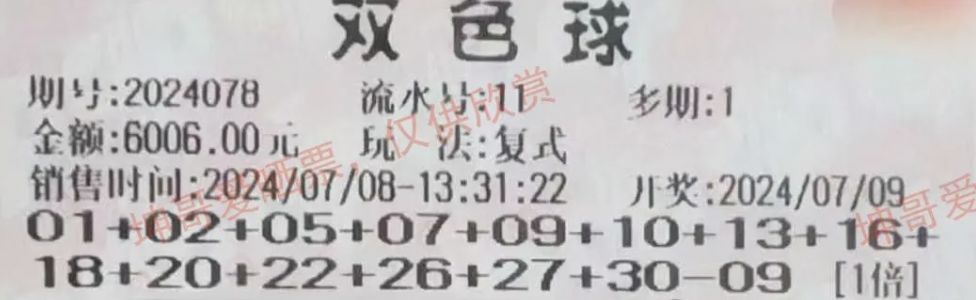 双色球
期号:2024078 流水号:11 多期:1
金额:6006.00元 玩 法:复式
销售时间:2024/07/08-13:31:22 开奖:2024/07/09
01+02+05+07+09+10+13+16+
18+20+22+26+27+30-09 [1倍]
坤哥爱彩票，仅供欣赏
坤哥爱